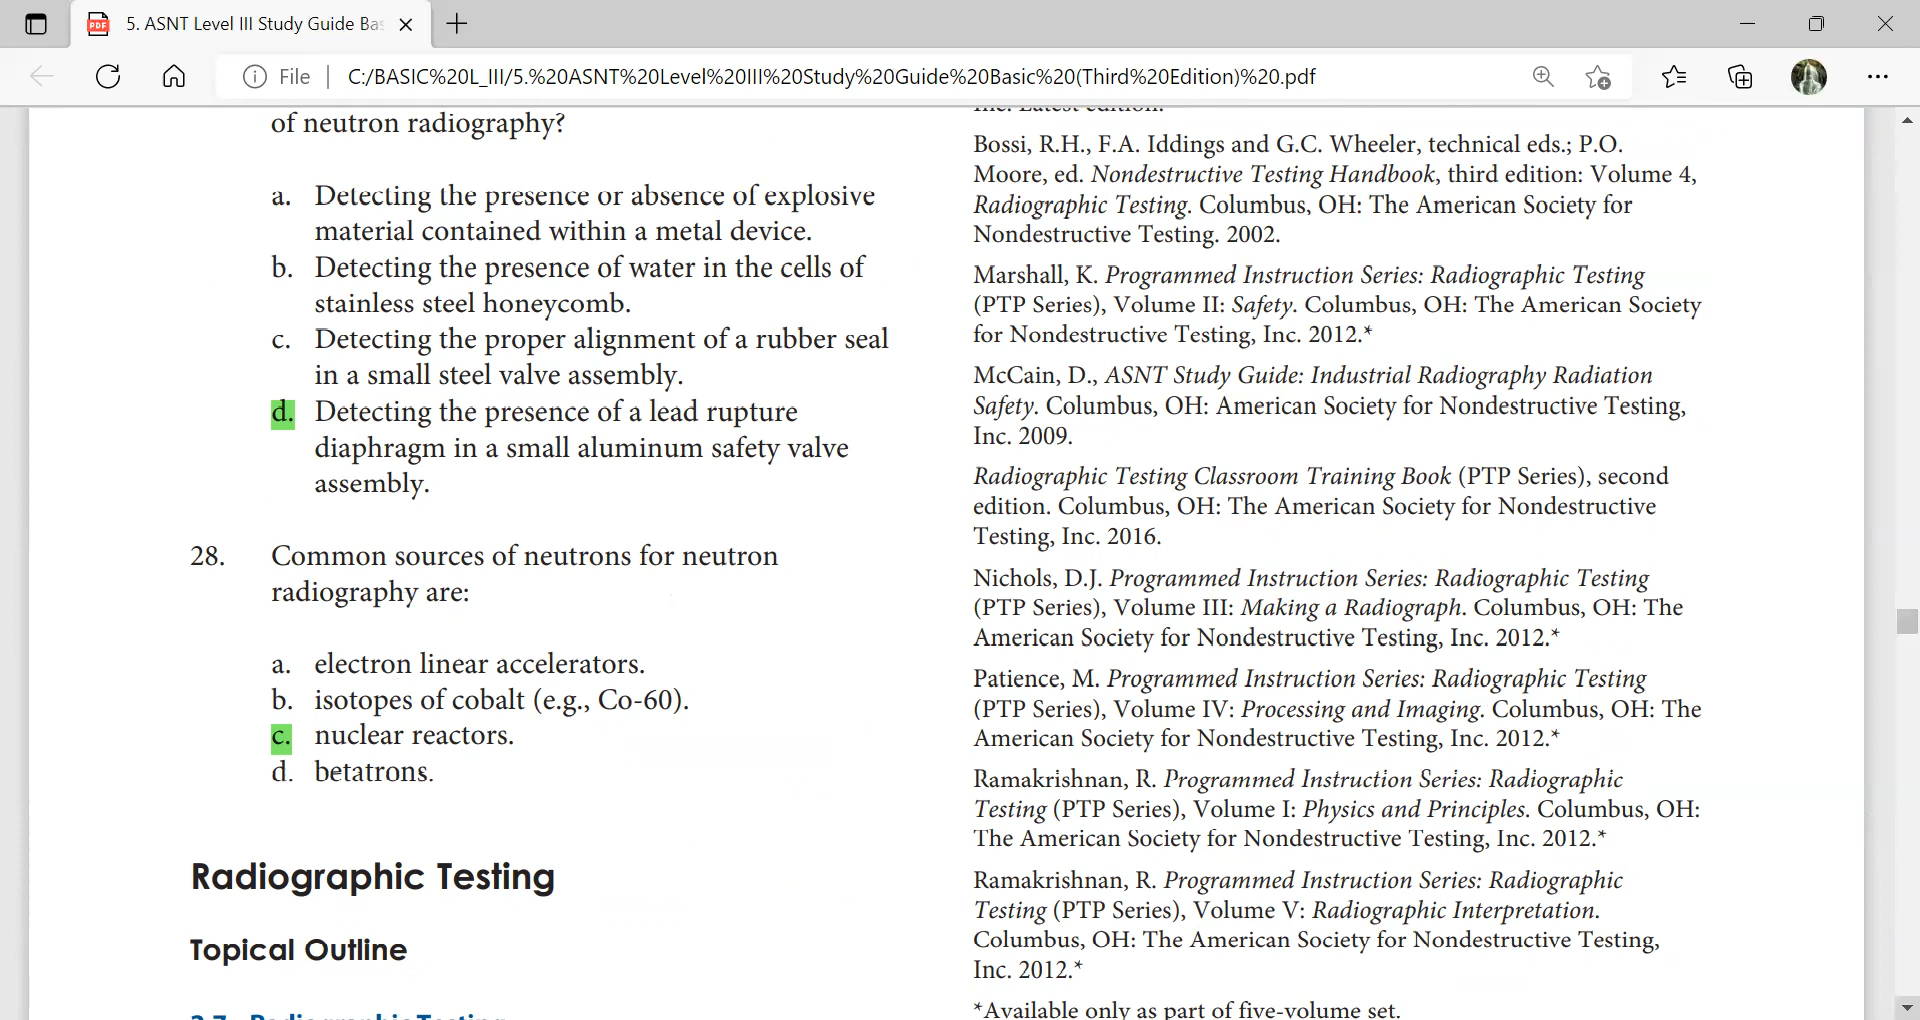 5. ASNT Level III Study Guide Bas
File
C:/BASIC%20L_III/5.%20ASNT%20Level%20III%20Study%20Guide%20Basic%20(Third%20Edition)%20.pdf
of neutron radiography?
a. Detecting the presence or absence of explosive
material contained within a metal device.
b. Detecting the presence of water in the cells of
stainless steel honeycomb.
c. Detecting the proper alignment of a rubber seal
in a small steel valve assembly.
d. Detecting the presence of a lead rupture
diaphragm in a small aluminum safety valve
assembly.
28. Common sources of neutrons for neutron
radiography are:
a. electron linear accelerators.
b. isotopes of cobalt (e.g., Co-60).
c. nuclear reactors.
d. betatrons.
Radiographic Testing
Topical Outline
2.7 Radiographic Testing
Inc. Latest edition.
Bossi, R.H., F.A. Iddings and G.C. Wheeler, technical eds.; P.O.
Moore, ed. Nondestructive Testing Handbook, third edition: Volume 4,
Radiographic Testing. Columbus, OH: The American Society for
Nondestructive Testing. 2002.
Marshall, K. Programmed Instruction Series: Radiographic Testing
(PTP Series), Volume II: Safety. Columbus, OH: The American Society
for Nondestructive Testing, Inc. 2012.*
McCain, D., ASNT Study Guide: Industrial Radiography Radiation
Safety. Columbus, OH: American Society for Nondestructive Testing,
Inc. 2009.
Radiographic Testing Classroom Training Book (PTP Series), second
edition. Columbus, OH: The American Society for Nondestructive
Testing, Inc. 2016.
Nichols, D.J. Programmed Instruction Series: Radiographic Testing
(PTP Series), Volume III: Making a Radiograph. Columbus, OH: The
American Society for Nondestructive Testing, Inc. 2012.*
Patience, M. Programmed Instruction Series: Radiographic Testing
(PTP Series), Volume IV: Processing and Imaging. Columbus, OH: The
American Society for Nondestructive Testing, Inc. 2012.*
Ramakrishnan, R. Programmed Instruction Series: Radiographic
Testing (PTP Series), Volume I: Physics and Principles. Columbus, OH:
The American Society for Nondestructive Testing, Inc. 2012.*
Ramakrishnan, R. Programmed Instruction Series: Radiographic
Testing (PTP Series), Volume V: Radiographic Interpretation.
Columbus, OH: The American Society for Nondestructive Testing,
Inc. 2012.*
*Available only as part of five-volume set.